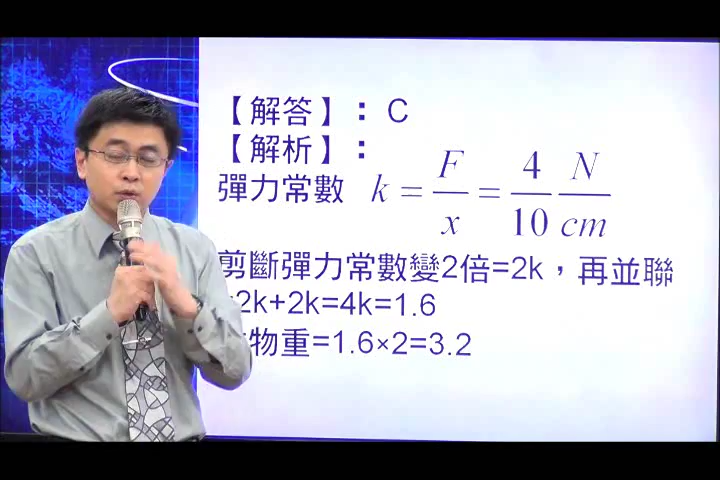 【解答】：C
【解析】：
彈力常數 k = F/x = 4/10 N/cm
剪斷彈力常數變2倍=2k，再並聯
2k+2k=4k=1.6
物重=1.6×2=3.2